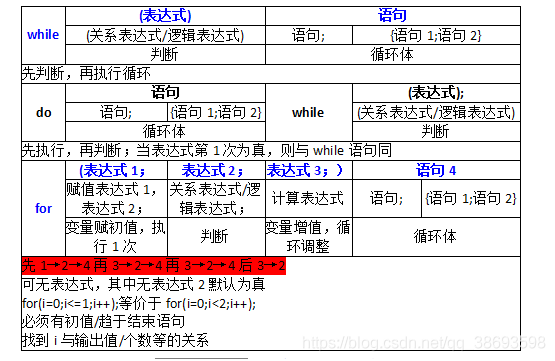 while (表达式) 语句
(关系表达式/逻辑表达式) 语句; {语句 1;语句 2}
判断 循环体
先判断，再执行循环
do 语句 while (表达式);
语句; {语句 1;语句 2} (关系表达式/逻辑表达式)
循环体 判断
先执行，再判断；当表达式第 1 次为真，则与 while 语句同
for (表达式 1; 表达式 2; 表达式 3; ) 语句 4
赋值表达式 1, 关系表达式/逻 计算表达式 语句; {语句 1;语句 2}
表达式 2; 辑表达式;
变量赋初值，执 判断 变量增值，循 循环体
行 1 次 环调整
先 1→2→4 再 3→2→4 再 3→2→4 后 3→2
可无表达式，其中无表达式 2 默认为真
for(i=0;i<=1;i++);等价于 for(i=0;i<2;i++);
必须有初值/趋于结束语句
找到 i 与输出值/个数等的关系
https://blog.csdn.net/qq_38693598